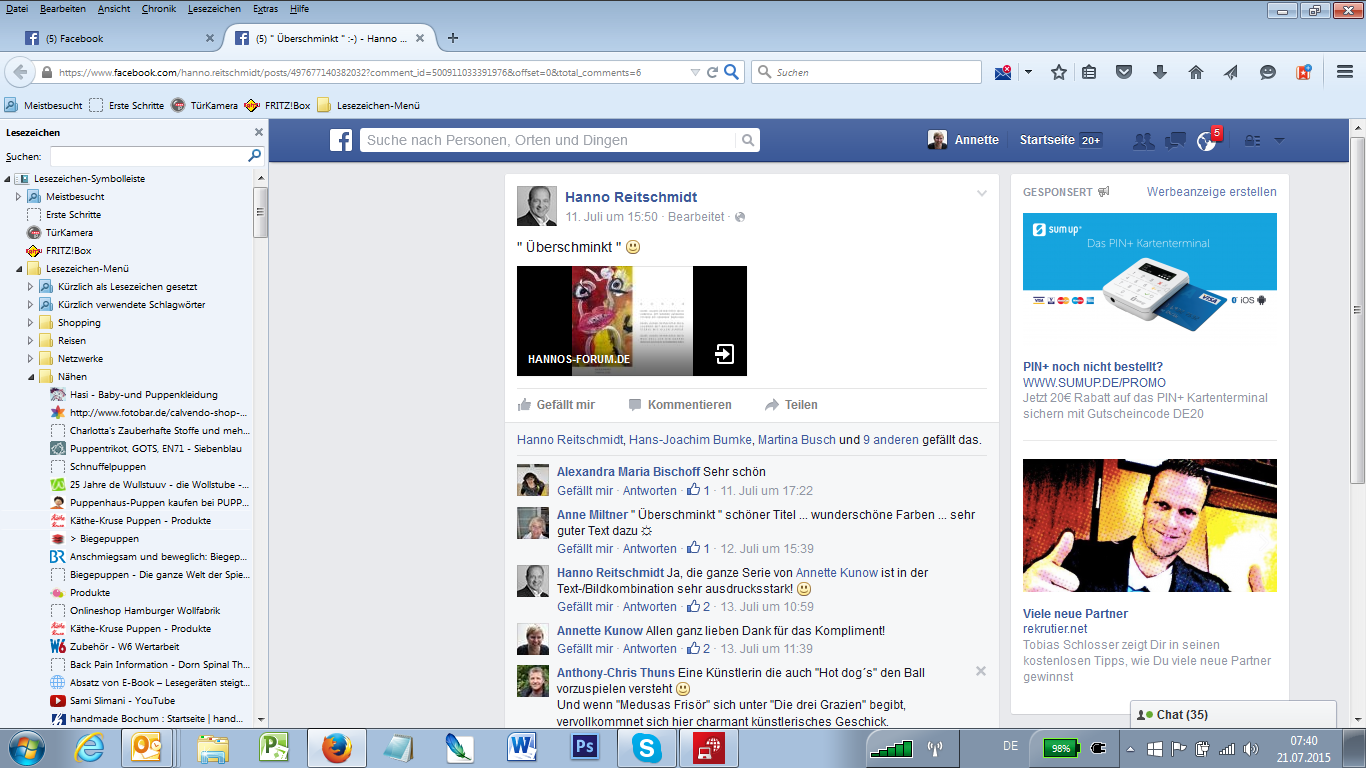 Datei Bearbeiten Ansicht Chronik Lesezeichen Extras Hilfe
(5) Facebook
(5) " Überschminkt " :-) - Hanno ...
https://www.facebook.com/hanno.reitschmidt/posts/497677140382032?comment_id=500911033391976&offset=0&total_comments=6
Suchen
Meistbesucht Erste Schritte TürKamera FRITZ!Box Lesezeichen-Menü
Lesezeichen
Suchen:
Lesezeichen-Symbolleiste
Meistbesucht
Erste Schritte
TürKamera
FRITZ!Box
Lesezeichen-Menü
Kürzlich als Lesezeichen gesetzt
Kürzlich verwendete Schlagwörter
Shopping
Reisen
Netzwerke
Nähen
Hasi - Baby-und Puppenkleidung
http://www.fotobar.de/calvendo-shop-...
Charlotta's Zauberhafte Stoffe und meh...
Puppentrikot, GOTS, EN71 - Siebenblau
Schnuffelpuppen
25 Jahre de Wullstuuv - die Wollstube -...
Puppenhaus-Puppen kaufen bei PUPP...
Käthe-Kruse Puppen - Produkte
> Biegepuppen
Anschmiegsam und beweglich: Biegep...
Biegepuppen - Die ganze Welt der Spie...
Produkte
Onlineshop Hamburger Wollfabrik
Käthe-Kruse Puppen - Produkte
Zubehör - W6 Wertarbeit
Back Pain Information - Dorn Spinal Th...
Absatz von E-Book – Lesegeräten steigt...
Sami Slimani - YouTube
handmade Bochum : Startseite | hand...
Suche nach Personen, Orten und Dingen
Annette Startseite 20+ 5
Hanno Reitschmidt
11. Juli um 15:50 · Bearbeitet ·
" Überschminkt "
HANNOS-FORUM.DE
Gefällt mir Kommentieren Teilen
Hanno Reitschmidt, Hans-Joachim Bumke, Martina Busch und 9 anderen gefällt das.
Alexandra Maria Bischoff Sehr schön
Gefällt mir · Antworten · 1 · 11. Juli um 17:22
Anne Miltner " Überschminkt " schöner Titel ... wunderschöne Farben ... sehr
guter Text dazu
Gefällt mir · Antworten · 1 · 12. Juli um 15:39
Hanno Reitschmidt Ja, die ganze Serie von Annette Kunow ist in der
Text-/Bildkombination sehr ausdrucksstark!
Gefällt mir · Antworten · 2 · 13. Juli um 10:59
Annette Kunow Allen ganz lieben Dank für das Kompliment!
Gefällt mir · Antworten · 2 · 13. Juli um 11:39
Anthony-Chris Thuns Eine Künstlerin die auch "Hot dog´s" den Ball
vorzuspielen versteht
Und wenn "Medusas Frisör" sich unter "Die drei Grazien" begibt,
vervollkommnet sich hier charmant künstlerisches Geschick.
GESPONSERT Werbeanzeige erstellen
sumup
Das PIN+ Kartenterminal
VISA
iOS
PIN+ noch nicht bestellt?
WWW.SUMUP.DE/PROMO
Jetzt 20€ Rabatt auf das PIN+ Kartenterminal
sichern mit Gutscheincode DE20
Viele neue Partner
rekrutier.net
Tobias Schlosser zeigt Dir in seinen
kostenlosen Tipps, wie Du viele neue Partner
gewinnst
Chat (35)
DE 98% 07:40
21.07.2015